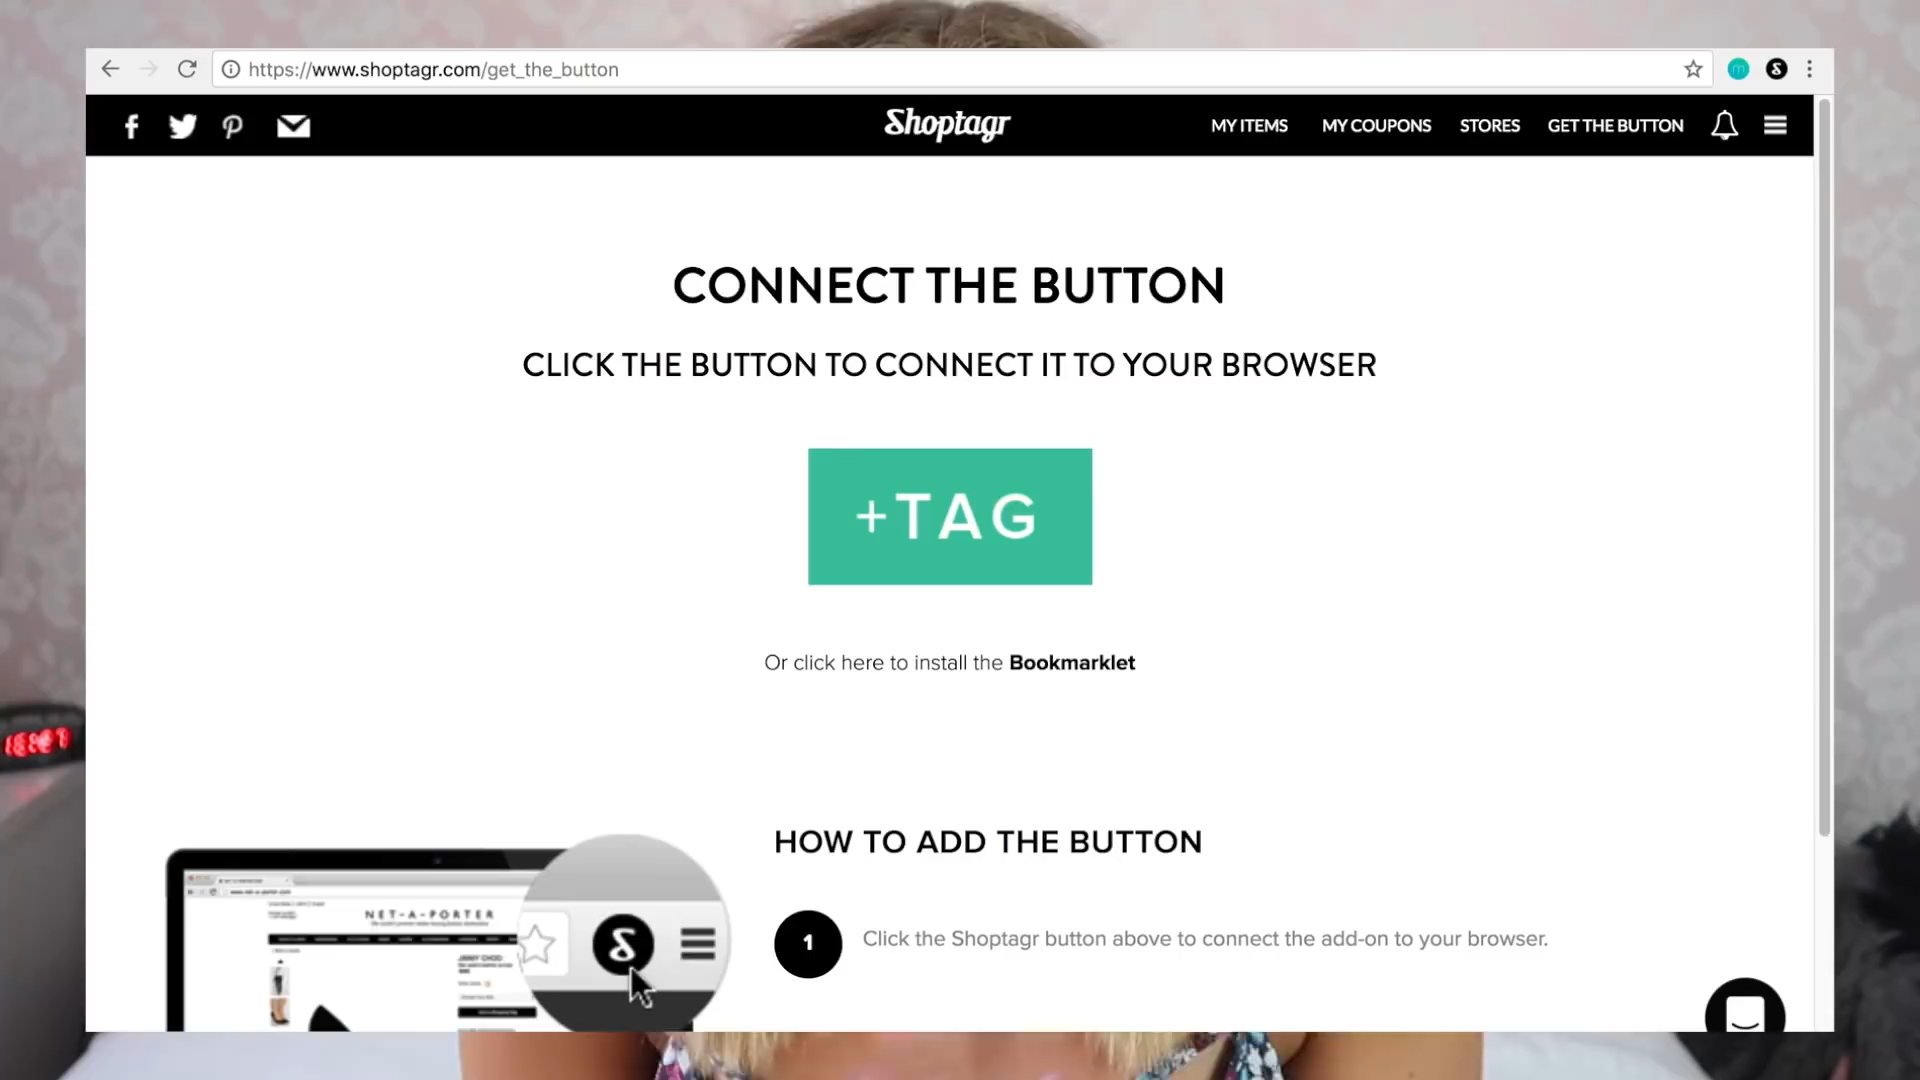 https://www.shoptagr.com/get_the_button
Shoptagr
MY ITEMS
MY COUPONS
STORES
GET THE BUTTON
CONNECT THE BUTTON
CLICK THE BUTTON TO CONNECT IT TO YOUR BROWSER
+TAG
Or click here to install the Bookmarklet
HOW TO ADD THE BUTTON
1 Click the Shoptagr button above to connect the add-on to your browser.
NET-A-PORTER
JIMMY CHOO